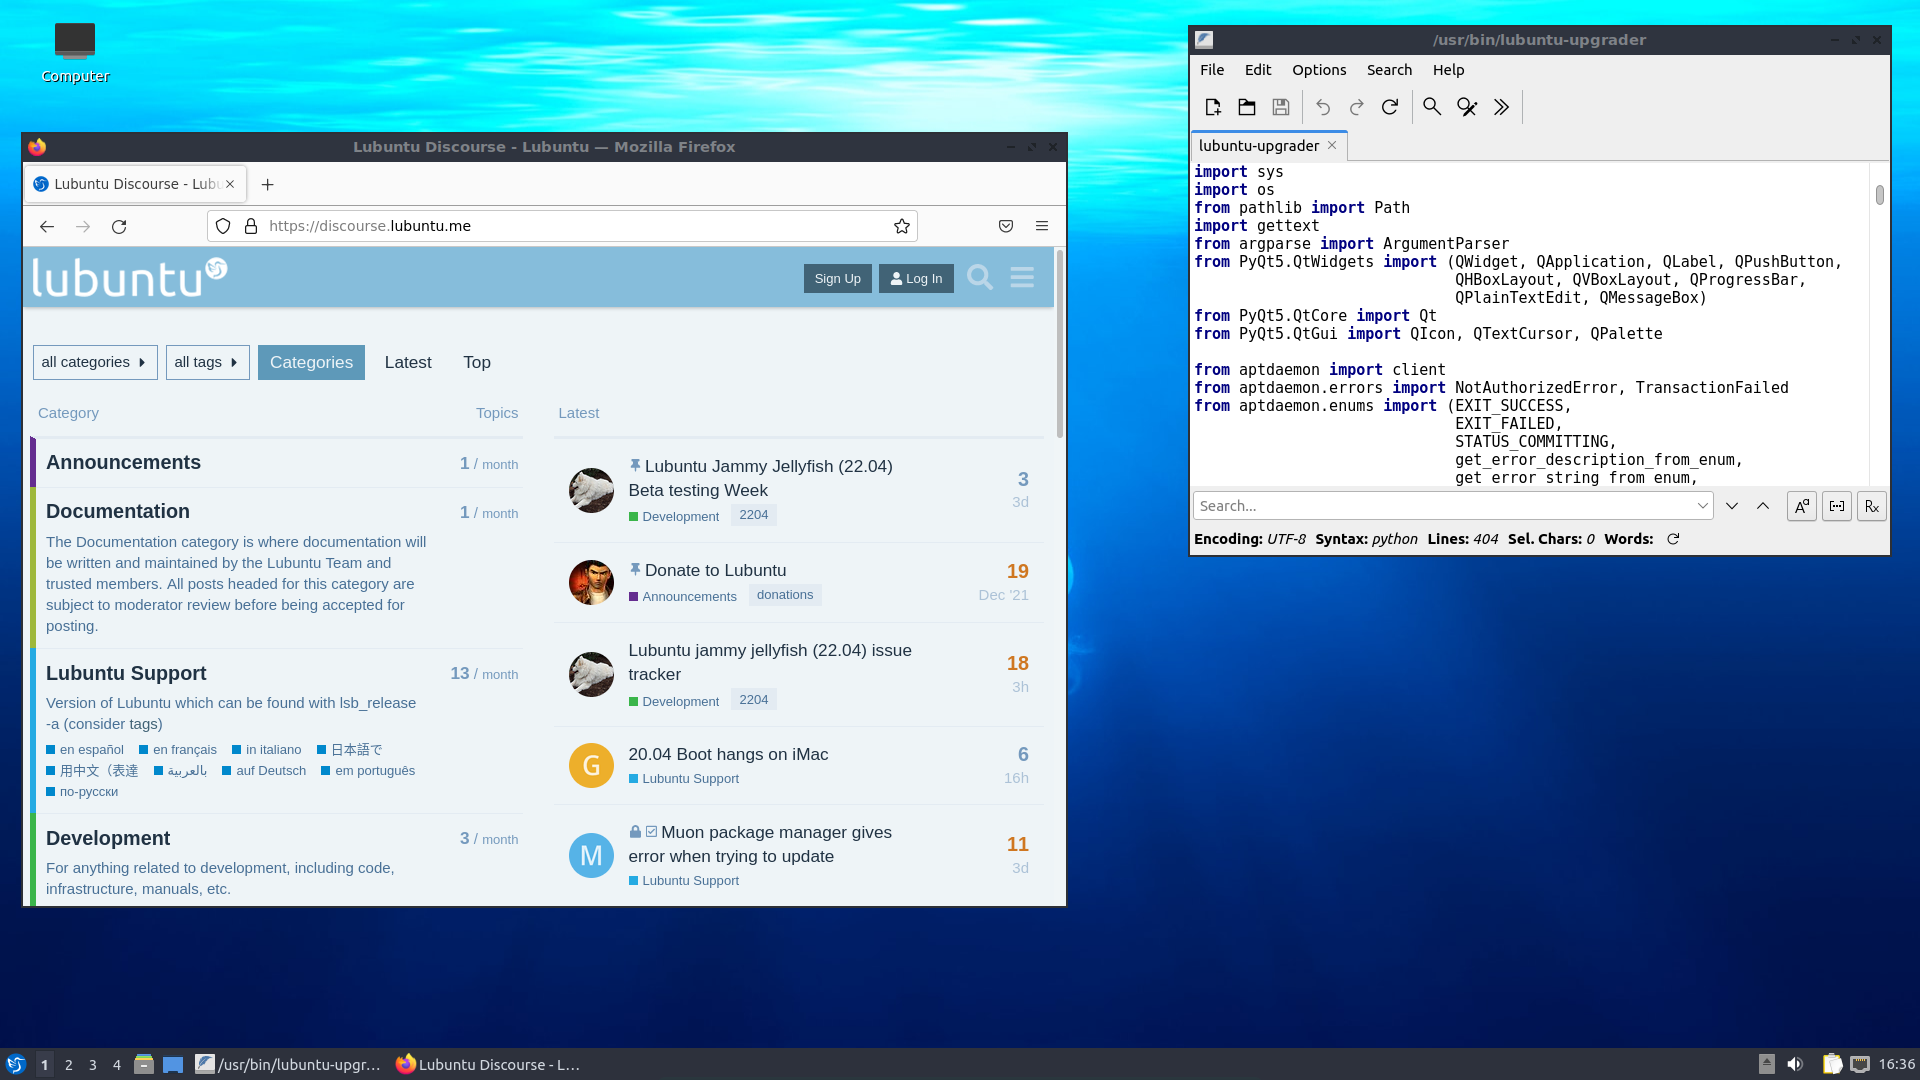 Computer
Lubuntu Discourse - Lubuntu — Mozilla Firefox
Lubuntu Discourse - Lubu
https://discourse.lubuntu.me
lubuntu
Sign Up
Log In
all categories
all tags
Categories
Latest
Top
Category
Topics
Announcements
1 / month
Documentation
1 / month
The Documentation category is where documentation will
be written and maintained by the Lubuntu Team and
trusted members. All posts headed for this category are
subject to moderator review before being accepted for
posting.
Lubuntu Support
13 / month
Version of Lubuntu which can be found with lsb_release
-a (consider tags)
en español en français in italiano 日本語で
用中文（表達 بالعربية auf Deutsch em português
по-русски
Development
3 / month
For anything related to development, including code,
infrastructure, manuals, etc.
Latest
Lubuntu Jammy Jellyfish (22.04)
Beta testing Week
Development 2204
3
3d
Donate to Lubuntu
Announcements donations
19
Dec '21
Lubuntu jammy jellyfish (22.04) issue
tracker
Development 2204
18
3h
G
20.04 Boot hangs on iMac
Lubuntu Support
6
16h
M
Muon package manager gives
error when trying to update
Lubuntu Support
11
3d
/usr/bin/lubuntu-upgrader
File Edit Options Search Help
lubuntu-upgrader
import sys
import os
from pathlib import Path
import gettext
from argparse import ArgumentParser
from PyQt5.QtWidgets import (QWidget, QApplication, QLabel, QPushButton,
QHBoxLayout, QVBoxLayout, QProgressBar,
QPlainTextEdit, QMessageBox)
from PyQt5.QtCore import Qt
from PyQt5.QtGui import QIcon, QTextCursor, QPalette
from aptdaemon import client
from aptdaemon.errors import NotAuthorizedError, TransactionFailed
from aptdaemon.enums import (EXIT_SUCCESS,
EXIT_FAILED,
STATUS_COMMITTING,
get_error_description_from_enum,
get_error_string_from_enum,
Search...
Aª
Rx
Encoding: UTF-8 Syntax: python Lines: 404 Sel. Chars: 0 Words:
1 2 3 4 /usr/bin/lubuntu-upgr… Lubuntu Discourse - L… 16:36